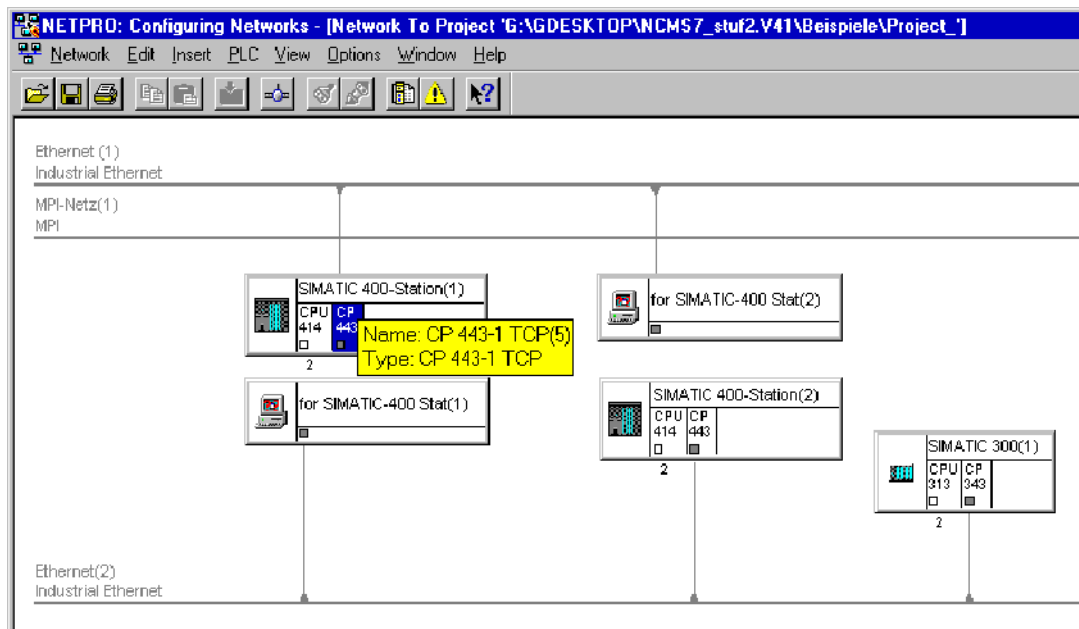 NETPRO: Configuring Networks - [Network To Project 'G:\GDESKTOP\NCMS7_stuf2.V41\Beispiele\Project_']
Network Edit Insert PLC View Options Window Help
Ethernet (1)
Industrial Ethernet
MPI-Netz(1)
MPI
SIMATIC 400-Station(1)
CPU CP
414 443
2
Name: CP 443-1 TCP(5)
Type: CP 443-1 TCP
for SIMATIC-400 Stat(2)
for SIMATIC-400 Stat(1)
SIMATIC 400-Station(2)
CPU CP
414 443
2
SIMATIC 300(1)
CPU CP
313 343
2
Ethernet(2)
Industrial Ethernet